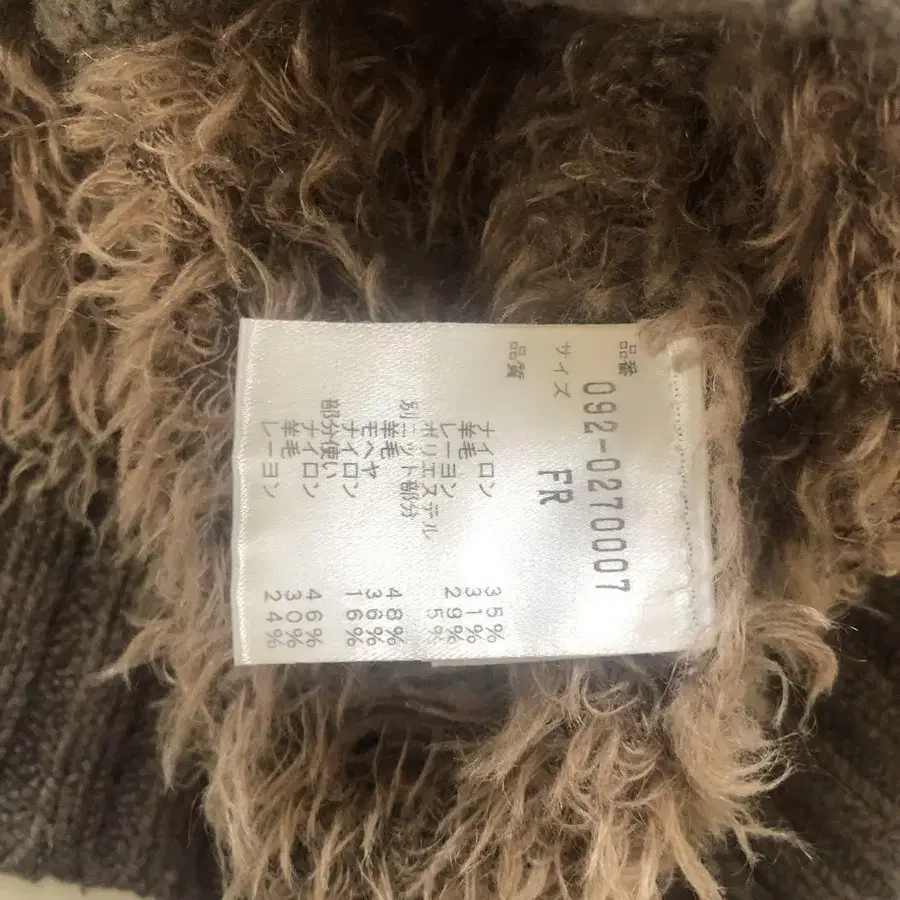 品番 092-0270007
サイズ FR
品質
ナイロン 35%
羊毛 31%
レーヨン 29%
ポリエステル 5%
別ニット部分
羊毛 48%
モヘヤ 36%
ナイロン 16%
部分使い
ナイロン 46%
羊毛 30%
レーヨン 24%